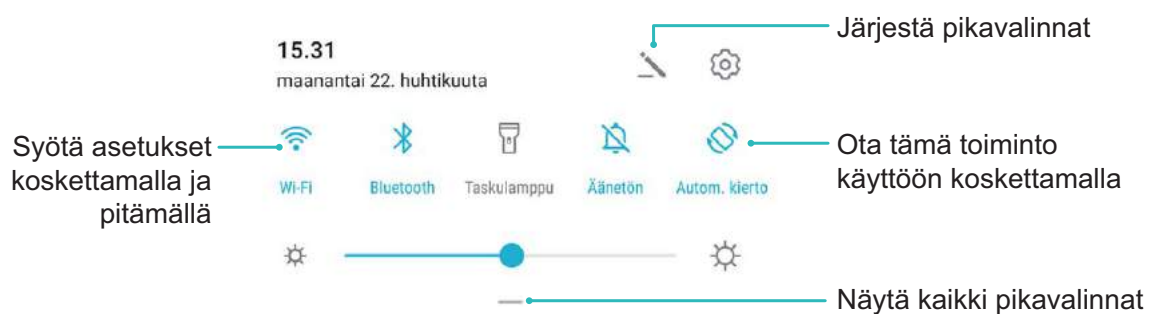 Järjestä pikavalinnat
15.31
maanantai 22. huhtikuuta
Syötä asetukset
koskettamalla ja
pitämällä
Wi-Fi
Bluetooth
Taskulamppu
Äänetön
Autom. kierto
Ota tämä toiminto
käyttöön koskettamalla
Näytä kaikki pikavalinnat